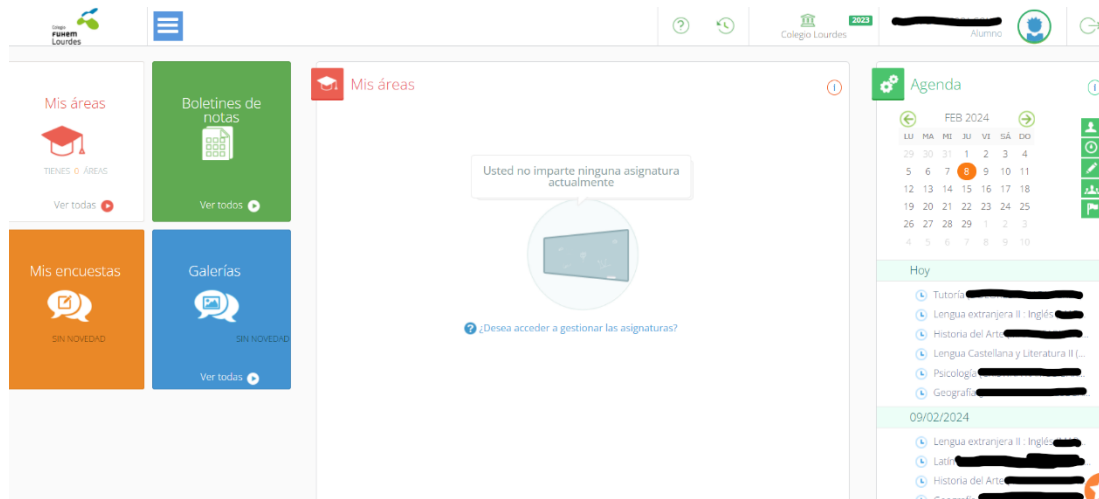 Colegio
FUHEM
Lourdes
2023
Colegio Lourdes
Alumno
Mis áreas
TIENES 0 ÁREAS
Ver todas
Boletines de
notas
Ver todos
Mis encuestas
SIN NOVEDAD
Galerías
SIN NOVEDAD
Ver todas
Mis áreas
Usted no imparte ninguna asignatura
actualmente
¿Desea acceder a gestionar las asignaturas?
Agenda
FEB 2024
LU MA MI JU VI SÁ DO
29 30 31 1 2 3 4
5 6 7 8 9 10 11
12 13 14 15 16 17 18
19 20 21 22 23 24 25
26 27 28 29 1 2 3
4 5 6 7 8 9 10
Hoy
Tutoría
Lengua extranjera II : Inglés
Historia del Arte
Lengua Castellana y Literatura II (...
Psicología
Geografía
09/02/2024
Lengua extranjera II : Inglés
Latín
Historia del Arte